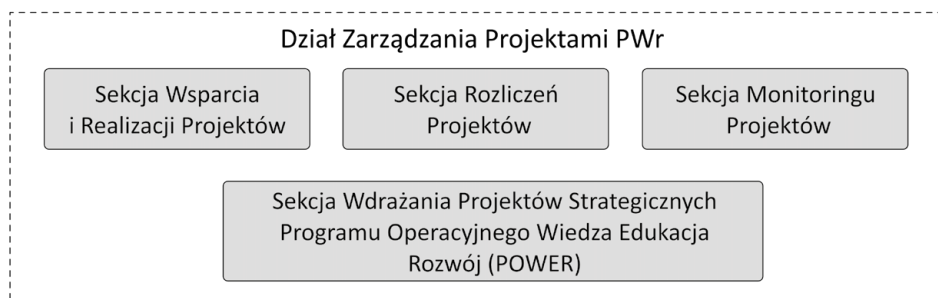 Dział Zarządzania Projektami PWr
Sekcja Wsparcia
i Realizacji Projektów
Sekcja Rozliczeń
Projektów
Sekcja Monitoringu
Projektów
Sekcja Wdrażania Projektów Strategicznych
Programu Operacyjnego Wiedza Edukacja
Rozwój (POWER)